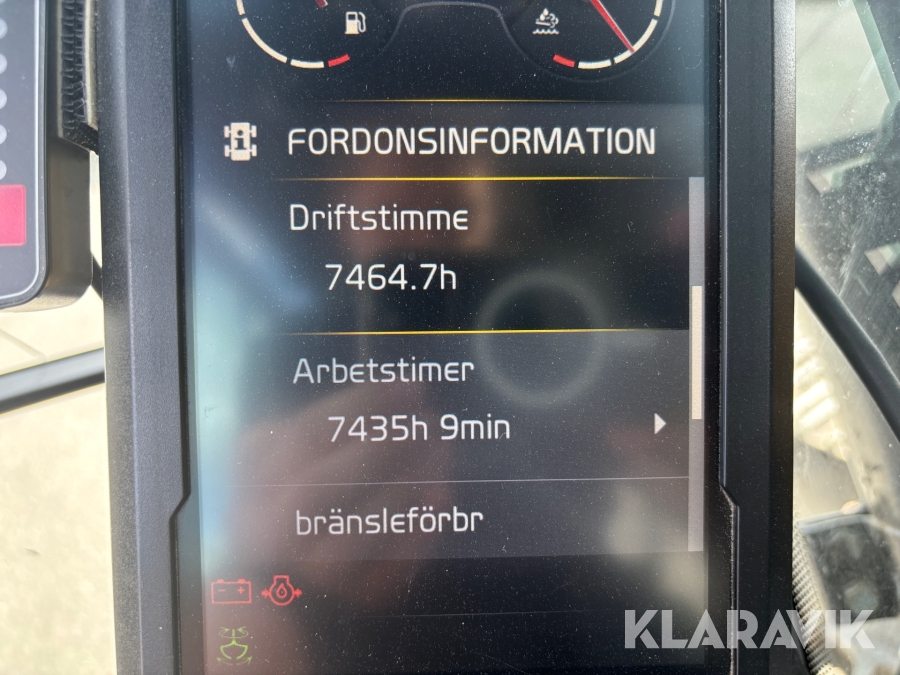 FORDONSINFORMATION
Driftstimme
7464.7h
Arbetstimer
7435h 9min
bränsleförbr
KLARAVIK